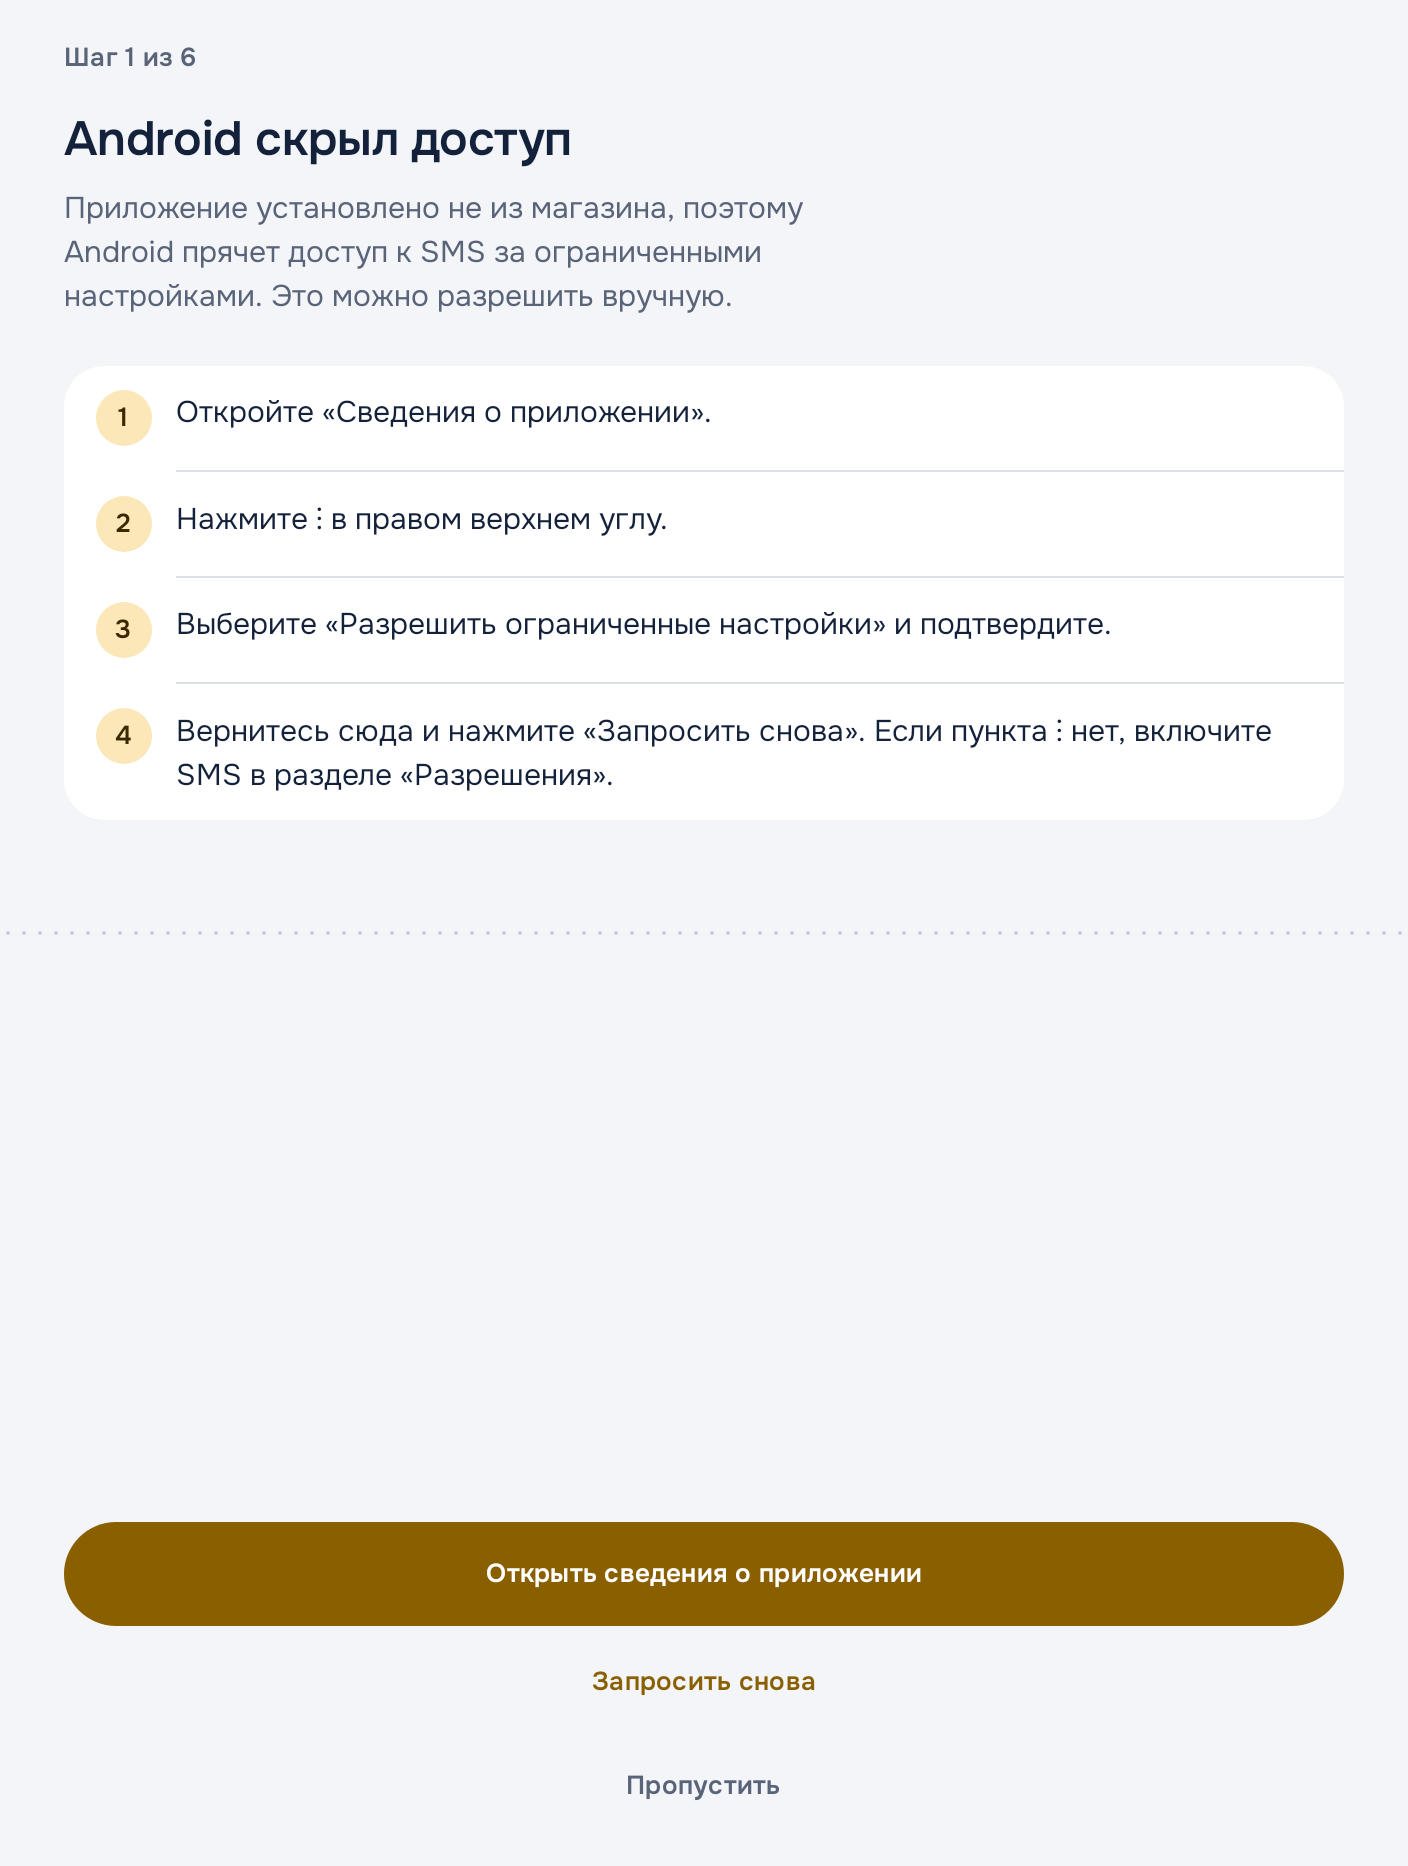 Шаг 1 из 6
Android скрыл доступ
Приложение установлено не из магазина, поэтому
Android прячет доступ к SMS за ограниченными
настройками. Это можно разрешить вручную.
1 Откройте «Сведения о приложении».
2 Нажмите ⋮ в правом верхнем углу.
3 Выберите «Разрешить ограниченные настройки» и подтвердите.
4 Вернитесь сюда и нажмите «Запросить снова». Если пункта ⋮ нет, включите
SMS в разделе «Разрешения».
Открыть сведения о приложении
Запросить снова
Пропустить